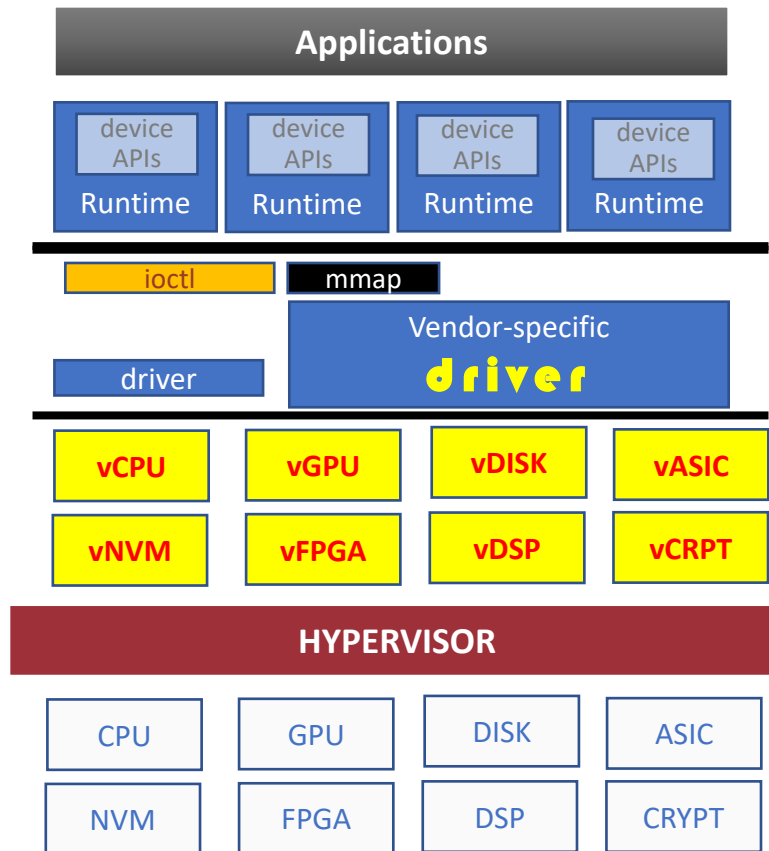 Applications
device
APIs
Runtime
device
APIs
Runtime
device
APIs
Runtime
device
APIs
Runtime
ioctl
mmap
Vendor-specific
driver
driver
vCPU
vGPU
vDISK
vASIC
vNVM
vFPGA
vDSP
vCRPT
HYPERVISOR
CPU
GPU
DISK
ASIC
NVM
FPGA
DSP
CRYPT